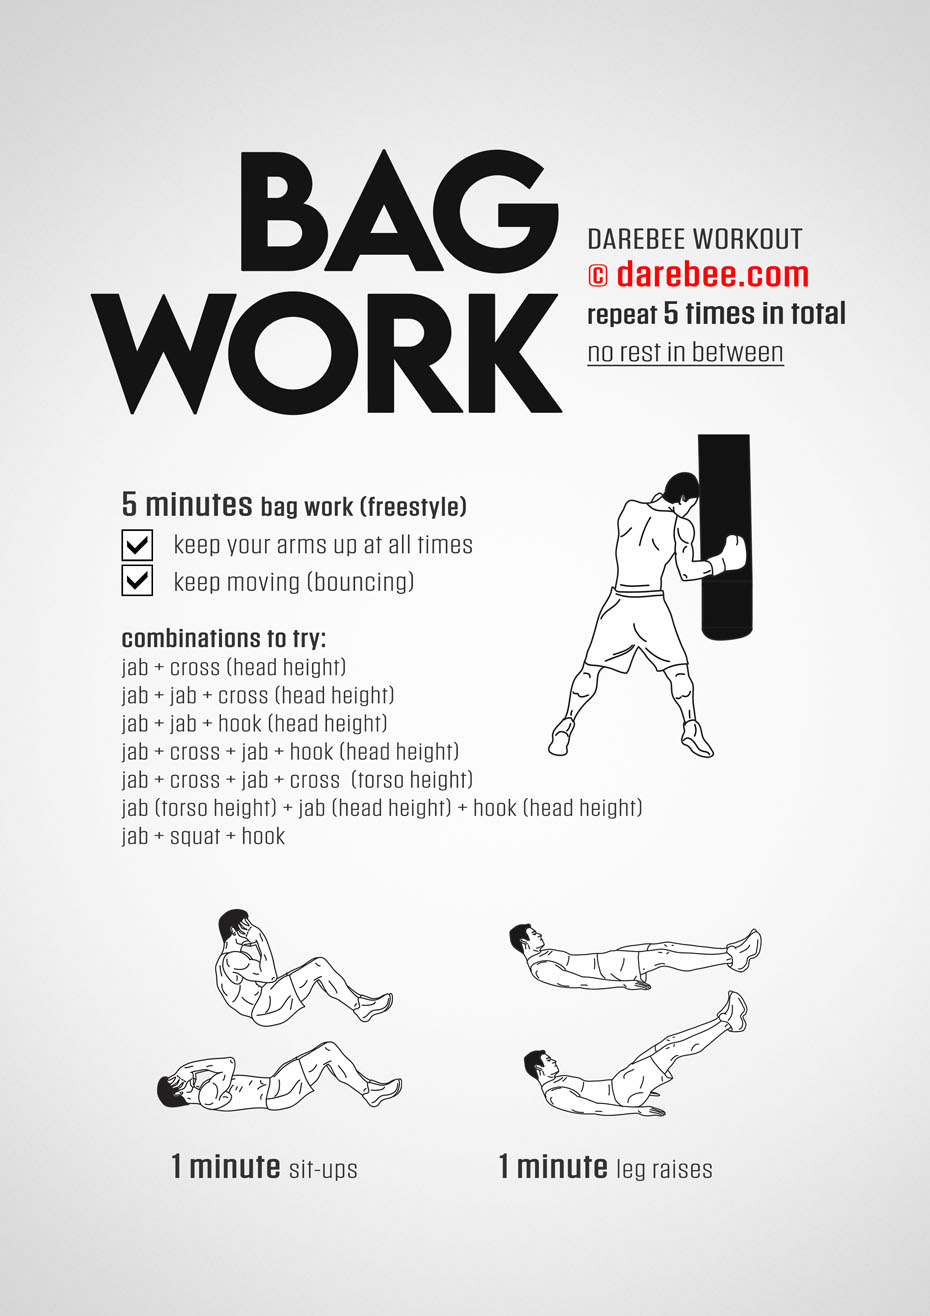 BAG
WORK
DAREBEE WORKOUT
© darebee.com
repeat 5 times in total
no rest in between
5 minutes bag work (freestyle)
keep your arms up at all times
keep moving (bouncing)
combinations to try:
jab + cross (head height)
jab + jab + cross (head height)
jab + jab + hook (head height)
jab + cross + jab + hook (head height)
jab + cross + jab + cross (torso height)
jab (torso height) + jab (head height) + hook (head height)
jab + squat + hook
1 minute sit-ups
1 minute leg raises